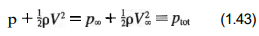 p + ½ρV² = p∞ + ½ρV∞² ≡ pₜₒₜ (1.43)